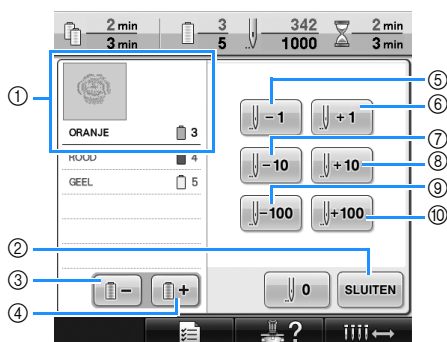 2 min 3 342 2 min
3 min 5 1000 3 min
①
ORANJE 3
ROOD 4
GEEL 5
⑤ -1 +1 ⑥
⑦ -10 +10 ⑧
⑨ -100 +100 ⑩
②
③ - + ④
0 SLUITEN
?